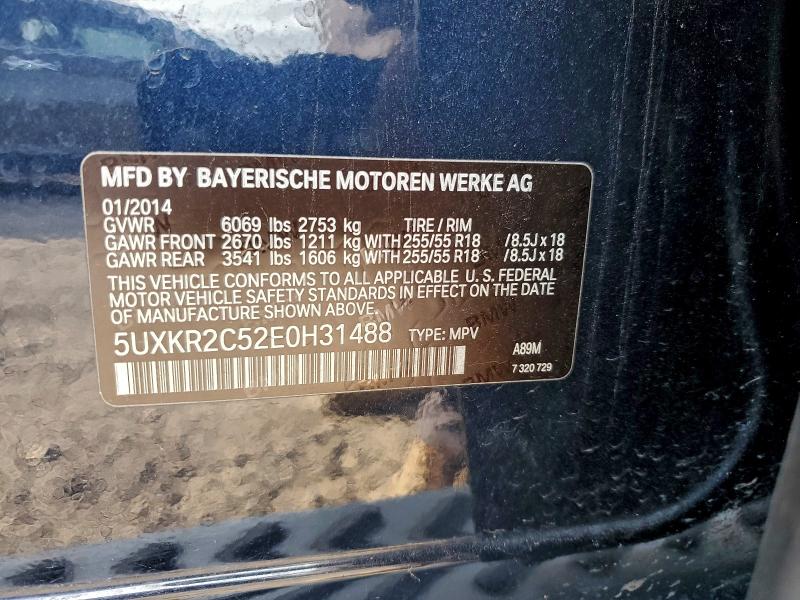 MFD BY BAYERISCHE MOTOREN WERKE AG
01/2014
GVWR 6069 lbs 2753 kg TIRE / RIM
GAWR FRONT 2670 lbs 1211 kg WITH 255/55 R18 /8.5J x 18
GAWR REAR 3541 lbs 1606 kg WITH 255/55 R18 /8.5J x 18
THIS VEHICLE CONFORMS TO ALL APPLICABLE U.S. FEDERAL
MOTOR VEHICLE SAFETY STANDARDS IN EFFECT ON THE DATE
OF MANUFACTURE SHOWN ABOVE.
5UXKR2C52E0H31488 TYPE: MPV
A89M
7 320 729